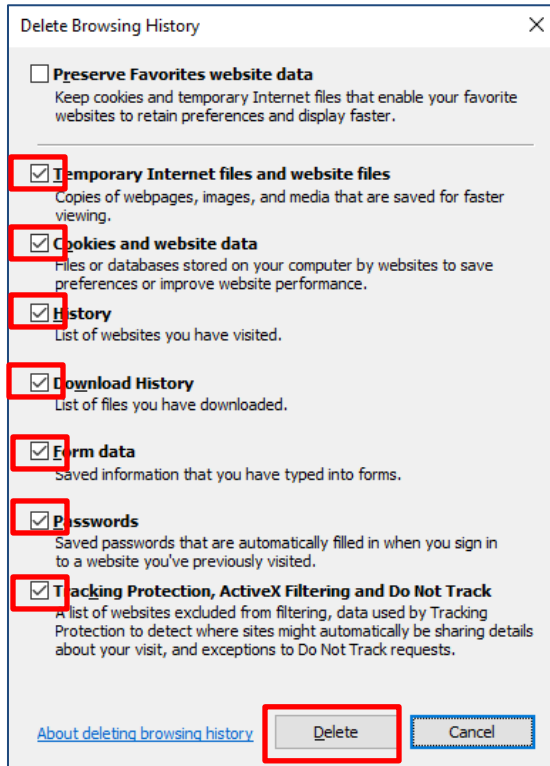 Delete Browsing History
Preserve Favorites website data
Keep cookies and temporary Internet files that enable your favorite
websites to retain preferences and display faster.
Temporary Internet files and website files
Copies of webpages, images, and media that are saved for faster
viewing.
Cookies and website data
Files or databases stored on your computer by websites to save
preferences or improve website performance.
History
List of websites you have visited.
Download History
List of files you have downloaded.
Form data
Saved information that you have typed into forms.
Passwords
Saved passwords that are automatically filled in when you sign in
to a website you've previously visited.
Tracking Protection, ActiveX Filtering and Do Not Track
A list of websites excluded from filtering, data used by Tracking
Protection to detect where sites might automatically be sharing details
about your visit, and exceptions to Do Not Track requests.
About deleting browsing history Delete Cancel